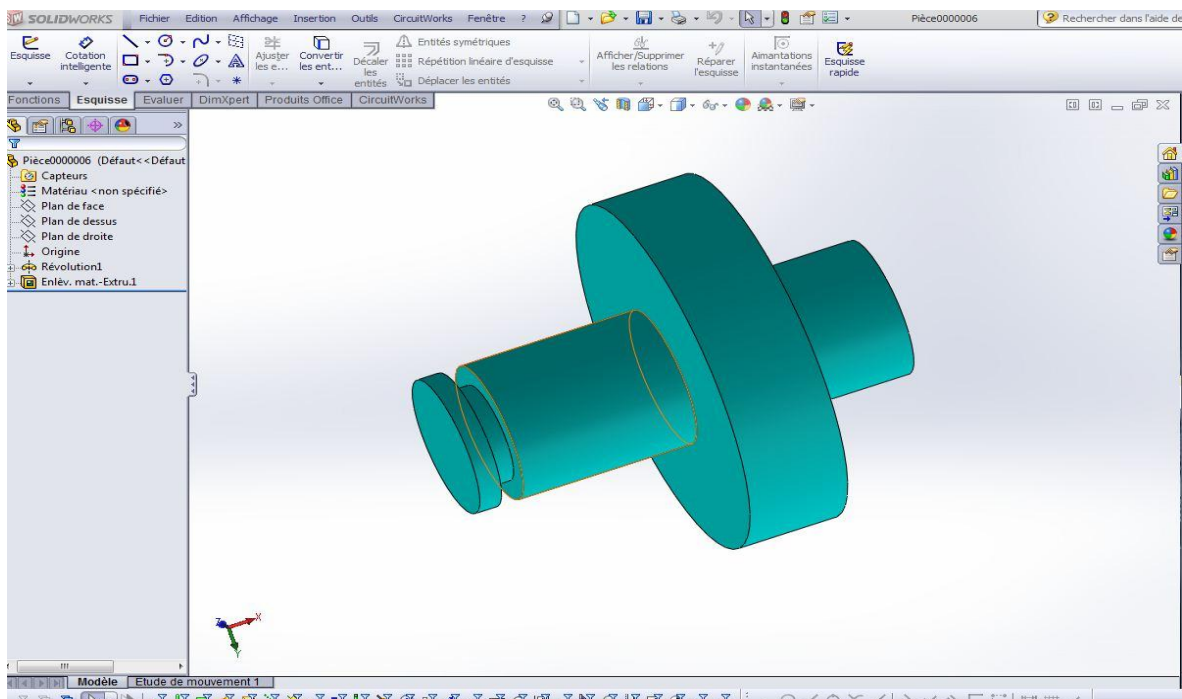 SOLIDWORKS Fichier Edition Affichage Insertion Outils CircuitWorks Fenêtre ? Pièce0000006 Rechercher dans l'aide de
Esquisse
Cotation intelligente
Ajuster les e...
Convertir les ent...
Décaler les entités
Entités symétriques
Répétition linéaire d'esquisse
Déplacer les entités
Afficher/Supprimer les relations
Réparer l'esquisse
Aimantations instantanées
Esquisse rapide
Fonctions Esquisse Evaluer DimXpert Produits Office CircuitWorks
Pièce0000006 (Défaut<<Défaut
Capteurs
Matériau <non spécifié>
Plan de face
Plan de dessus
Plan de droite
Origine
Révolution1
Enlèv. mat.-Extru.1
Z X
Y
Modèle Etude de mouvement 1